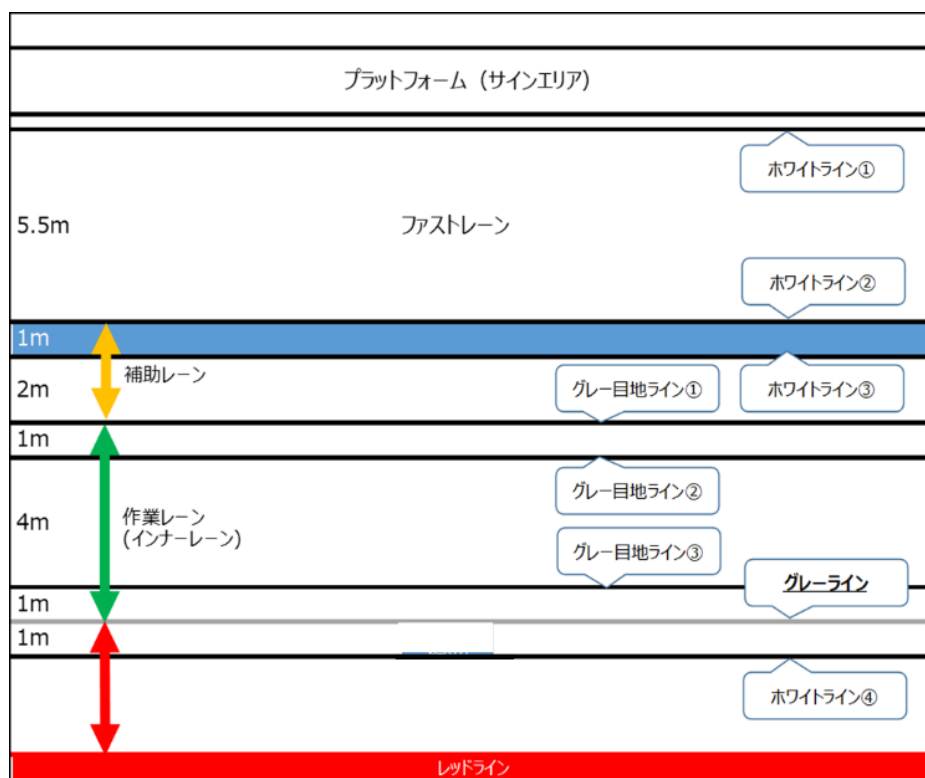 プラットフォーム（サインエリア）
ホワイトライン①
5.5m
ファストレーン
ホワイトライン②
1m
補助レーン
2m
グレー目地ライン①
ホワイトライン③
1m
グレー目地ライン②
4m
作業レーン
(インナーレーン)
グレー目地ライン③
グレーライン
1m
1m
ホワイトライン④
レッドライン